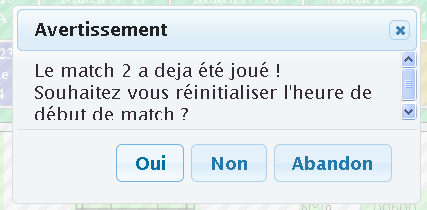 Avertissement
Le match 2 a deja été joué !
Souhaitez vous réinitialiser l'heure de
début de match ?
Oui Non Abandon